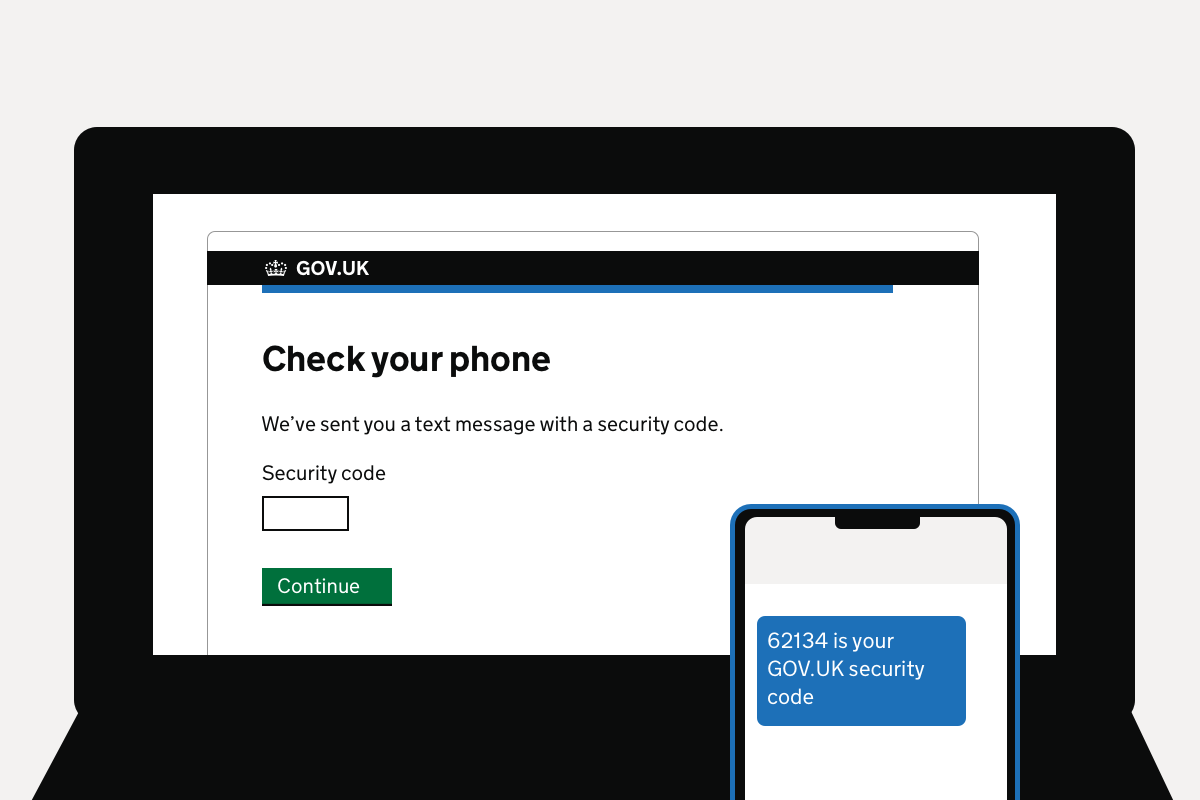 GOV.UK
Check your phone
We’ve sent you a text message with a security code.
Security code
Continue
62134 is your
GOV.UK security
code